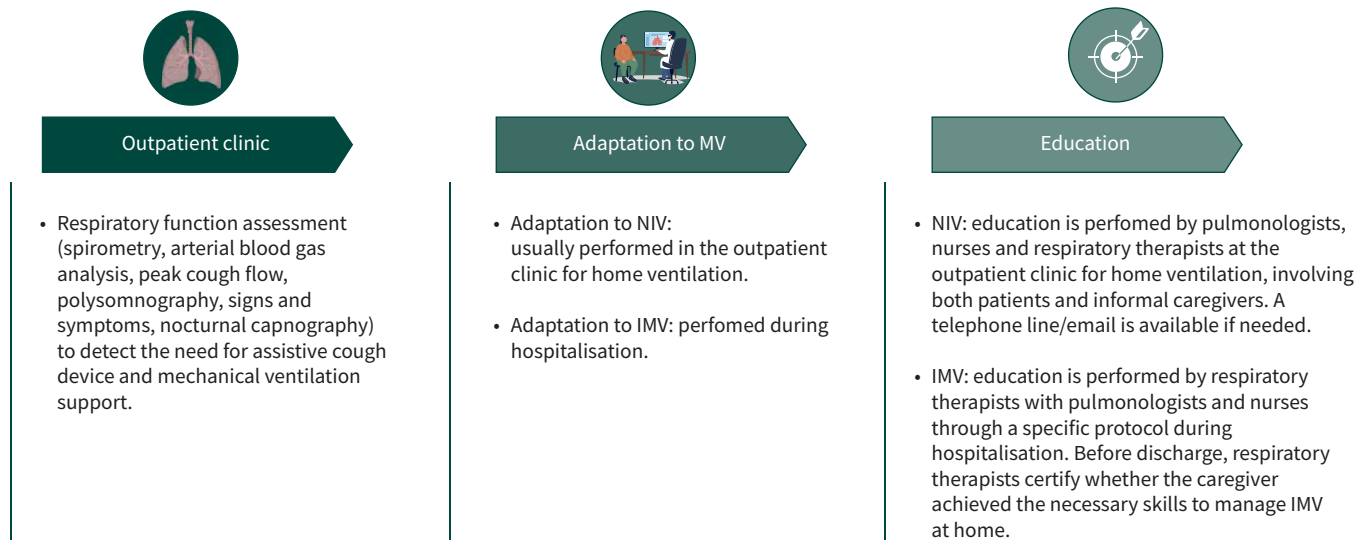 Outpatient clinic
• Respiratory function assessment
(spirometry, arterial blood gas
analysis, peak cough flow,
polysomnography, signs and
symptoms, nocturnal capnography)
to detect the need for assistive cough
device and mechanical ventilation
support.
Adaptation to MV
• Adaptation to NIV:
usually performed in the outpatient
clinic for home ventilation.
• Adaptation to IMV: perfomed during
hospitalisation.
Education
• NIV: education is perfomed by pulmonologists,
nurses and respiratory therapists at the
outpatient clinic for home ventilation, involving
both patients and informal caregivers. A
telephone line/email is available if needed.
• IMV: education is performed by respiratory
therapists with pulmonologists and nurses
through a specific protocol during
hospitalisation. Before discharge, respiratory
therapists certify whether the caregiver
achieved the necessary skills to manage IMV
at home.